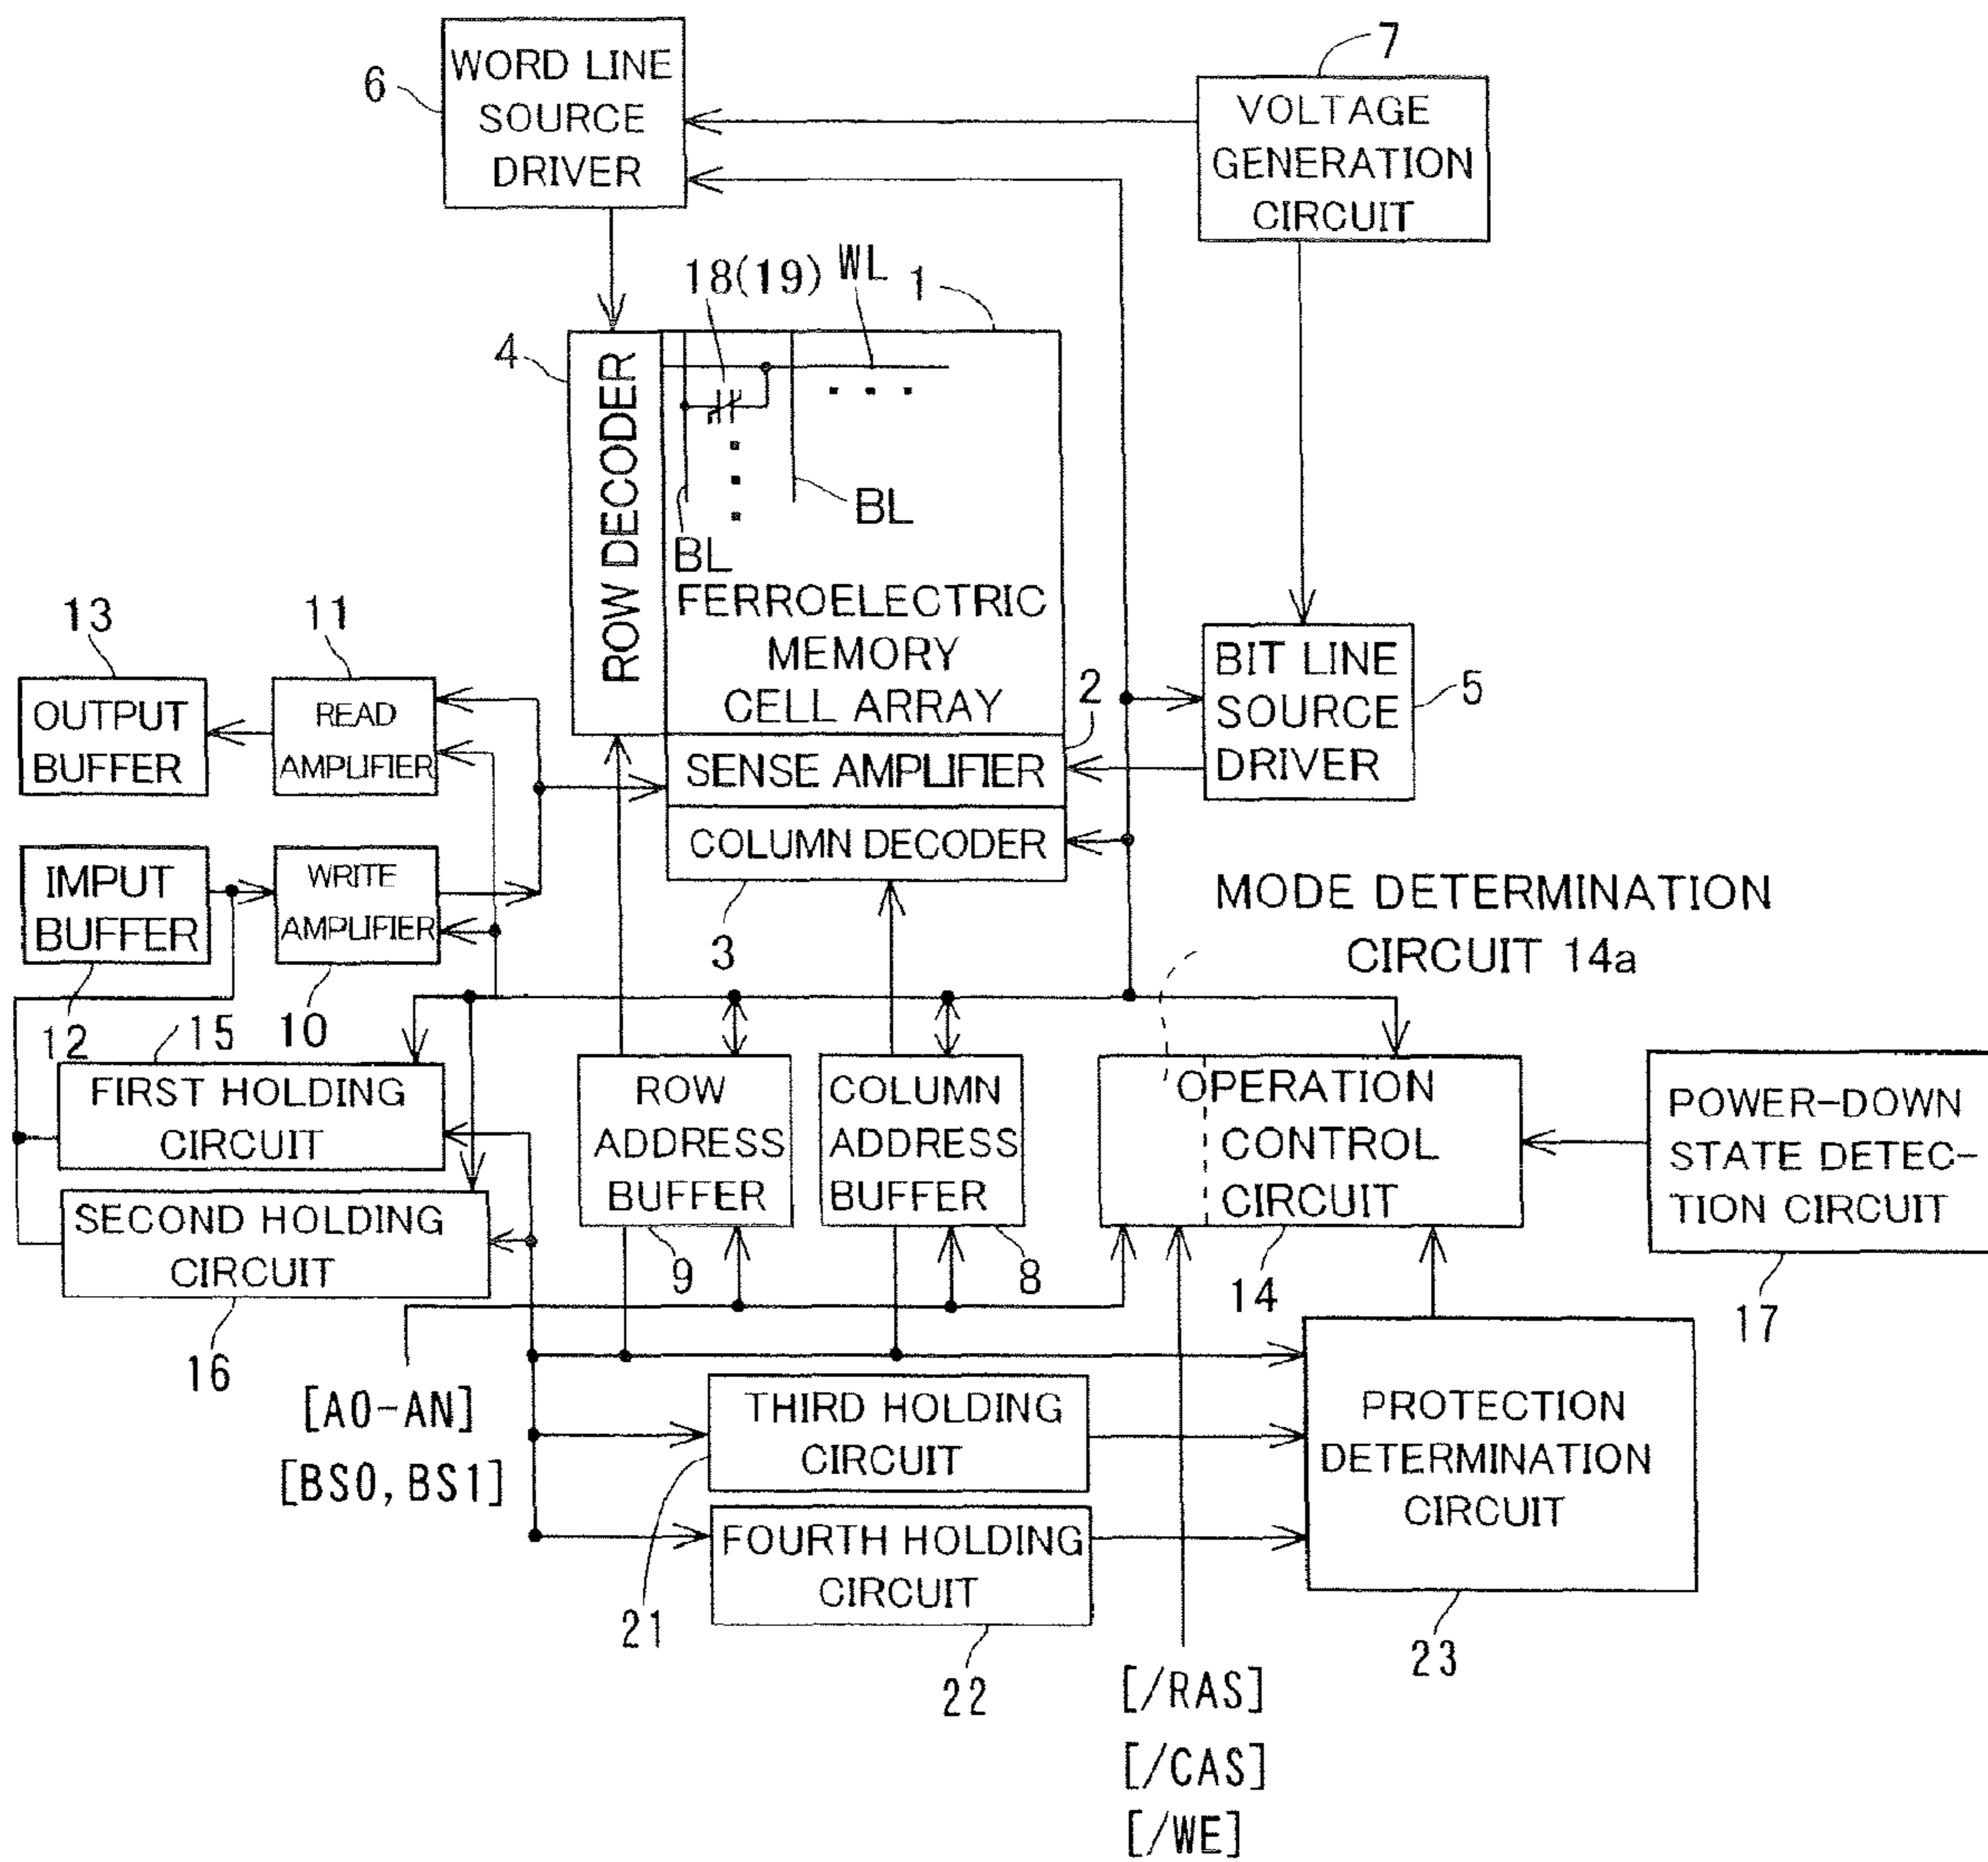 6
WORD LINE
SOURCE
DRIVER
7
VOLTAGE
GENERATION
CIRCUIT
18(19)
WL
1
4
ROW DECODER
BL
BL
FERROELECTRIC
MEMORY
CELL ARRAY
2
SENSE AMPLIFIER
COLUMN DECODER
3
BIT LINE
SOURCE
DRIVER
5
13
OUTPUT
BUFFER
11
READ
AMPLIFIER
IMPUT
BUFFER
12
WRITE
AMPLIFIER
10
MODE DETERMINATION
CIRCUIT 14a
15
FIRST HOLDING
CIRCUIT
SECOND HOLDING
CIRCUIT
16
ROW
ADDRESS
BUFFER
9
COLUMN
ADDRESS
BUFFER
8
OPERATION
CONTROL
CIRCUIT
14
POWER-DOWN
STATE DETEC-
TION CIRCUIT
17
[A0-AN]
[BS0, BS1]
THIRD HOLDING
CIRCUIT
21
FOURTH HOLDING
CIRCUIT
22
PROTECTION
DETERMINATION
CIRCUIT
23
[/RAS]
[/CAS]
[/WE]